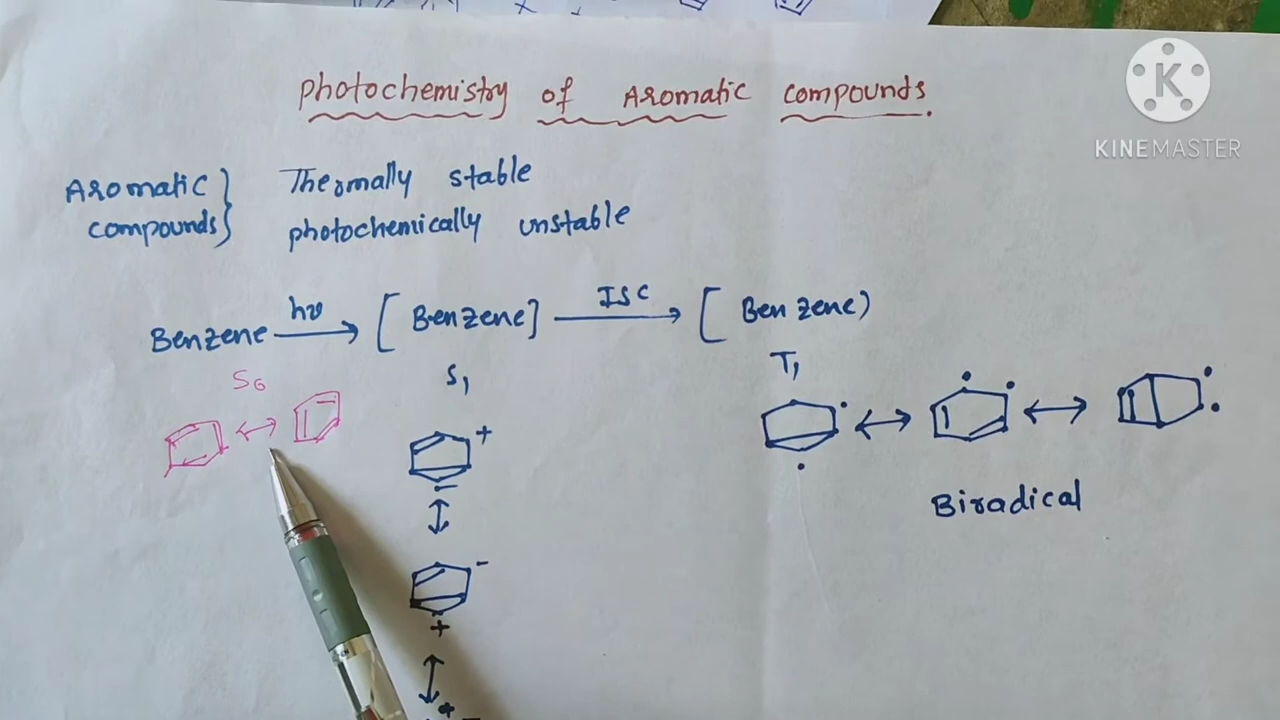 Photochemistry of Aromatic compounds.
Aromatic compounds } Thermally stable
photochemically unstable
Benzene hν → [ Benzene ] ISC → [ Benzene )
S0 S1 T1
↔ + ↔ ↔
-
↕ Biradical
-
+
↕
+ -
K
KINEMASTER